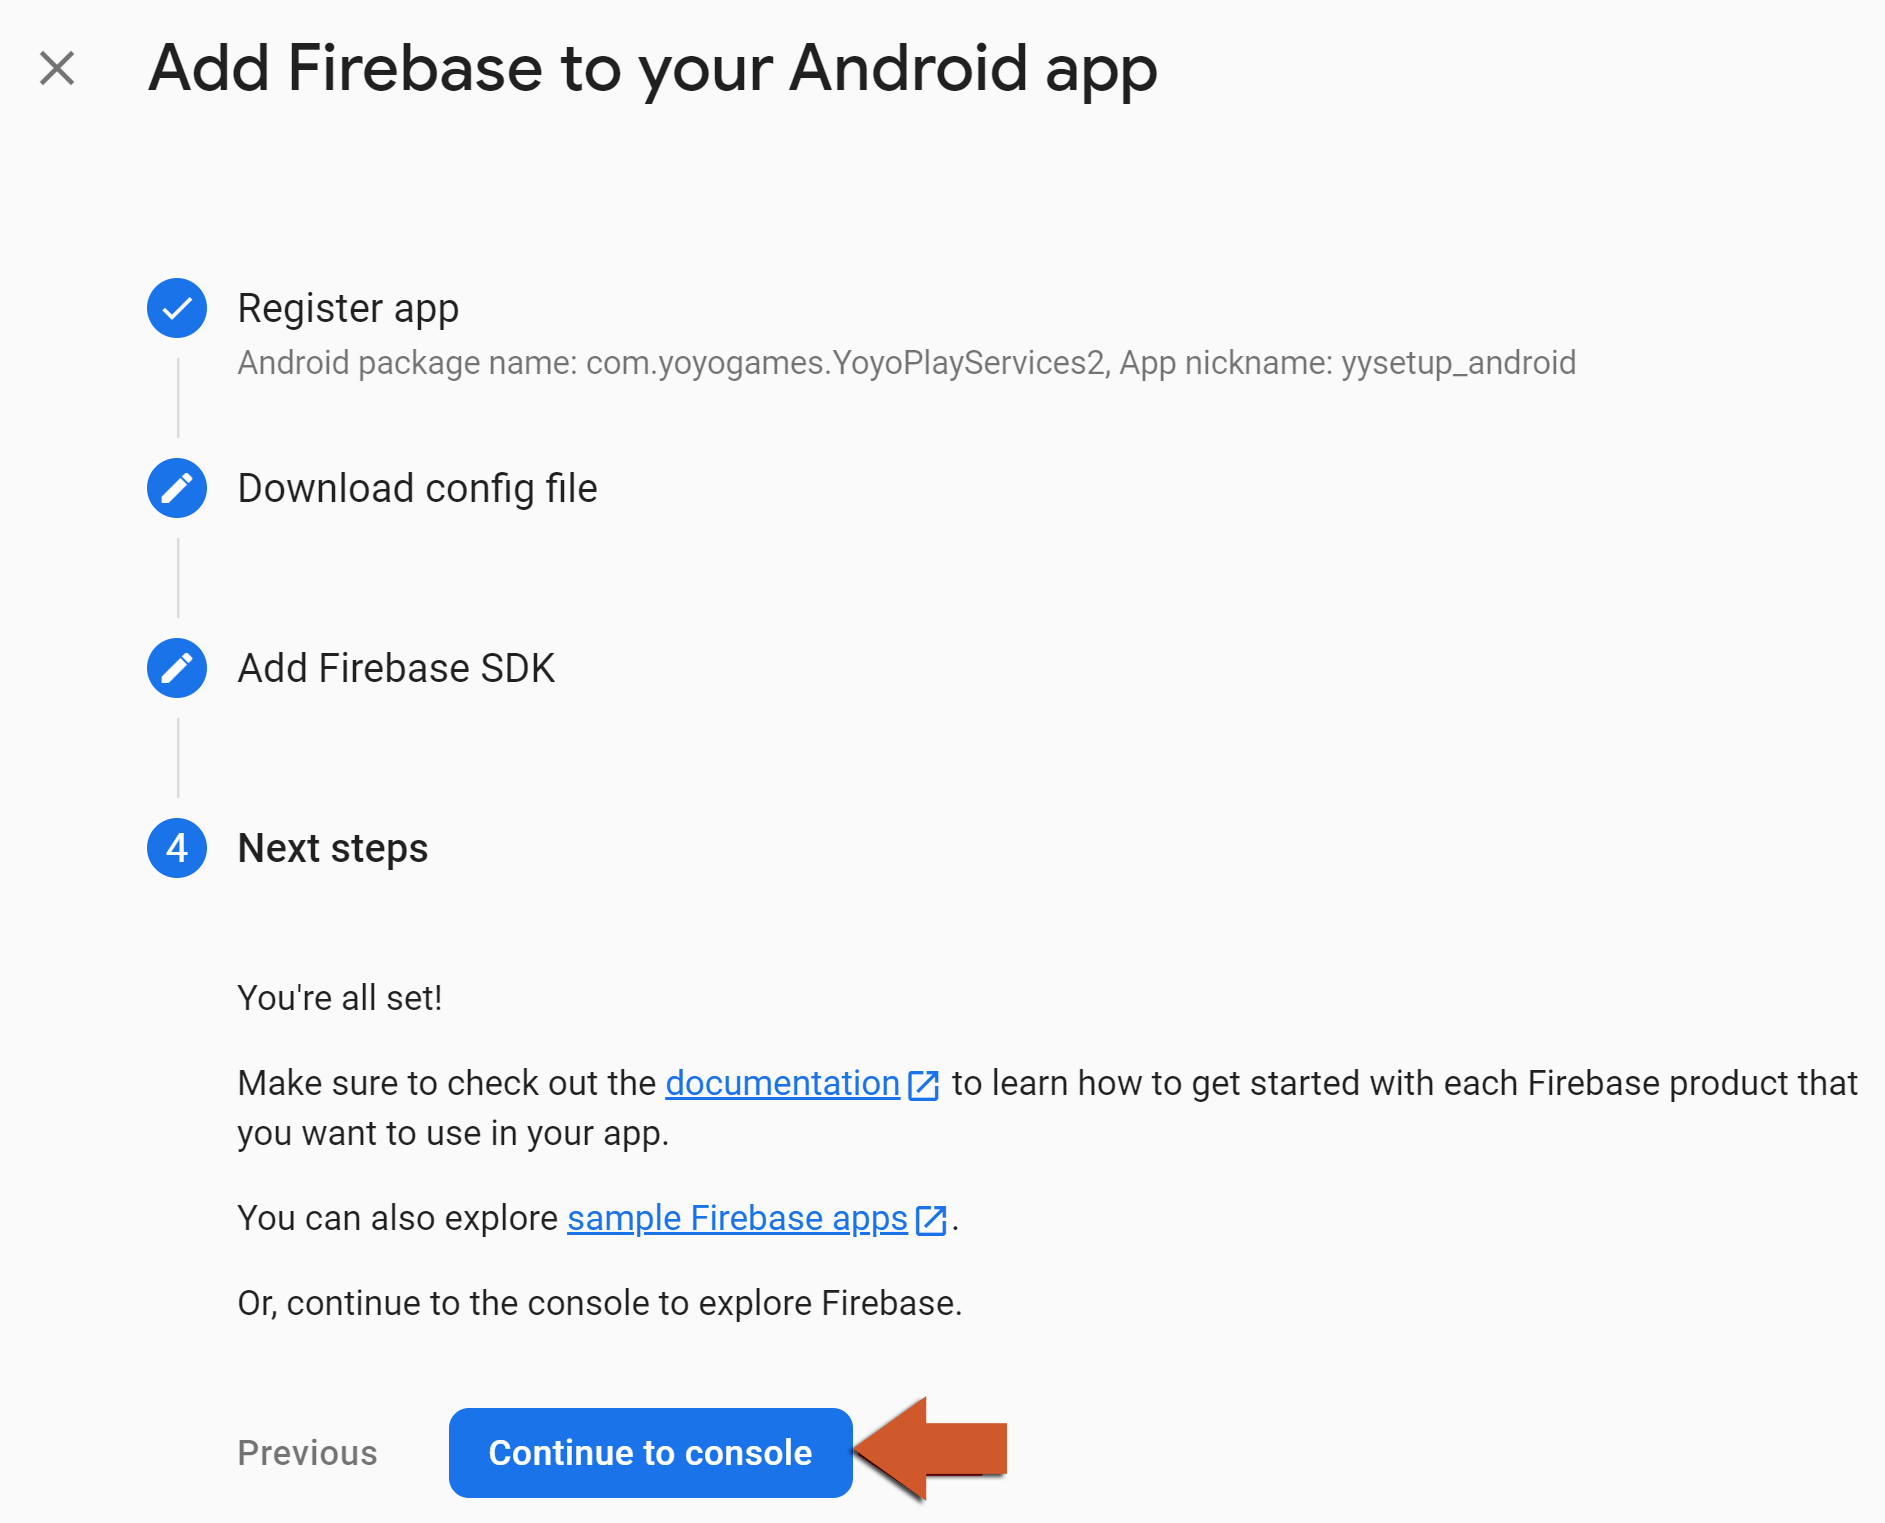 Add Firebase to your Android app
Register app
Android package name: com.yoyogames.YoyoPlayServices2, App nickname: yysetup_android
Download config file
Add Firebase SDK
4 Next steps
You're all set!
Make sure to check out the documentation to learn how to get started with each Firebase product that
you want to use in your app.
You can also explore sample Firebase apps.
Or, continue to the console to explore Firebase.
Previous Continue to console